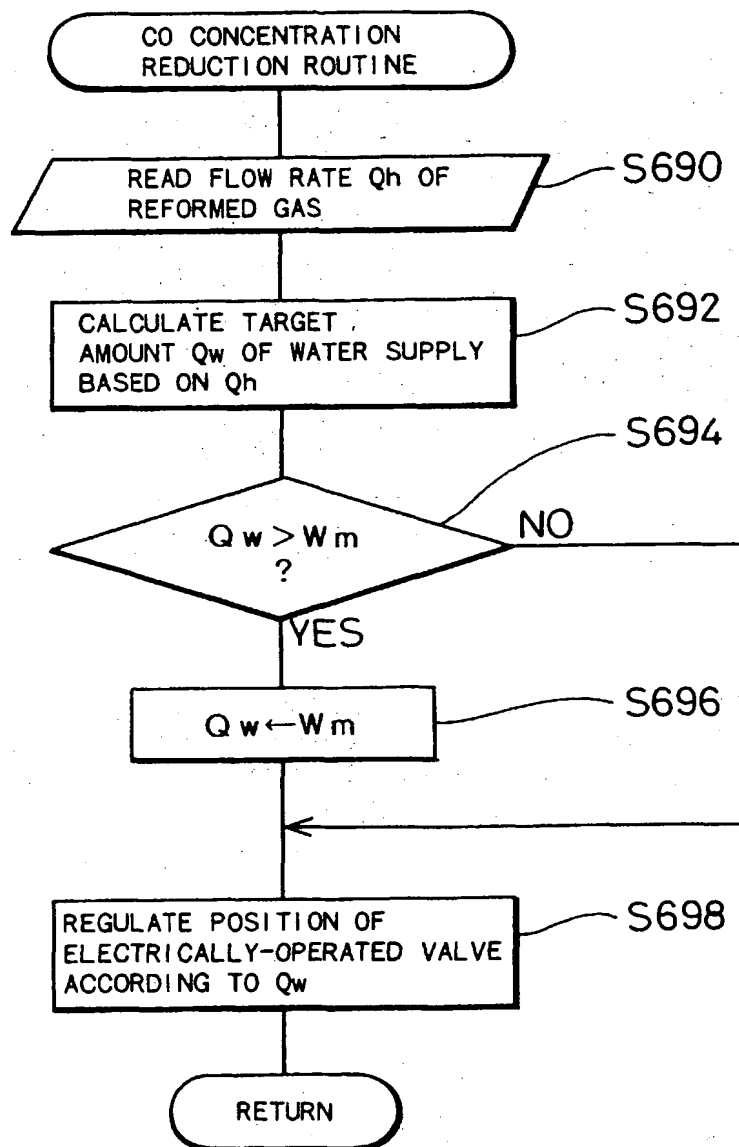 CO CONCENTRATION
REDUCTION ROUTINE
READ FLOW RATE Qh OF
REFORMED GAS
S690
CALCULATE TARGET
AMOUNT Qw OF WATER SUPPLY
BASED ON Qh
S692
S694
Qw>Wm
?
NO
YES
Qw←Wm
S696
REGULATE POSITION OF
ELECTRICALLY-OPERATED VALVE
ACCORDING TO Qw
S698
RETURN